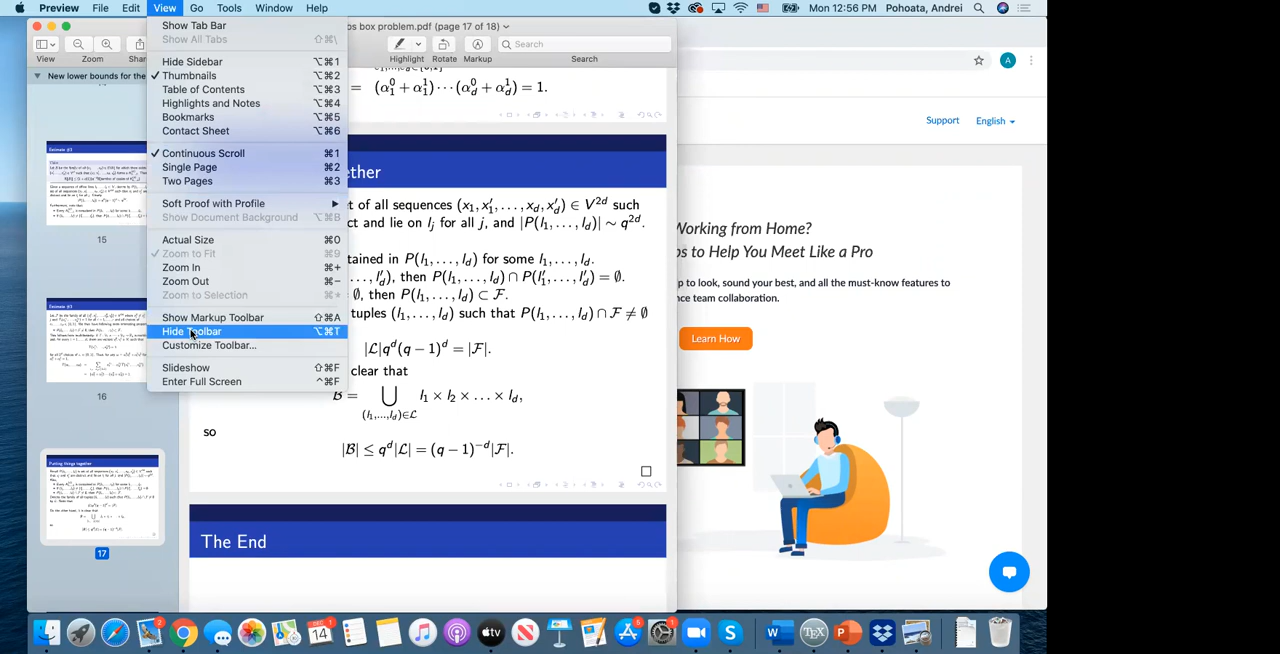 Preview File Edit View Go Tools Window Help
Mon 12:56 PM Pohoata, Andrei
bs box problem.pdf (page 17 of 18)
View Zoom Shar
Highlight Rotate Markup Search
Search
New lower bounds for the
15
16
17
Show Tab Bar
Show All Tabs ⇧⌘\
Hide Sidebar ⌥⌘1
✓ Thumbnails ⌥⌘2
Table of Contents ⌥⌘3
Highlights and Notes ⌥⌘4
Bookmarks ⌥⌘5
Contact Sheet ⌥⌘6
✓ Continuous Scroll ⌘1
Single Page ⌘2
Two Pages ⌘3
Soft Proof with Profile
Show Document Background ⌥⌘B
Actual Size ⌘0
✓ Zoom to Fit ⌘9
Zoom In ⌘+
Zoom Out ⌘−
Zoom to Selection ⌘*
Show Markup Toolbar ⇧⌘A
Hide Toolbar ⌥⌘T
Customize Toolbar...
Slideshow ⇧⌘F
Enter Full Screen ^⌘F
= (α₁⁰ + α₁¹) ⋯ (α_d⁰ + α_d¹) = 1.
ether
et of all sequences (x₁, x₁′, …, x_d, x_d′) ∈ V^{2d} such
ct and lie on l_j for all j, and |P(l₁, …, l_d)| ∼ q^{2d}.
tained in P(l₁, …, l_d) for some l₁, …, l_d.
, …, l_d′), then P(l₁, …, l_d) ∩ P(l₁′, …, l_d′) = ∅.
= ∅, then P(l₁, …, l_d) ⊂ F.
tuples (l₁, …, l_d) such that P(l₁, …, l_d) ∩ F ≠ ∅
|L|q^d(q − 1)^d = |F|.
clear that
B = ⋃ l₁ × l₂ × … × l_d,
(l₁,…,l_d)∈L
so
|B| ≤ q^d|L| = (q − 1)^{−d}|F|.
□
The End
Support English
Working from Home?
ps to Help You Meet Like a Pro
p to look, sound your best, and all the must-know features to
nce team collaboration.
Learn How